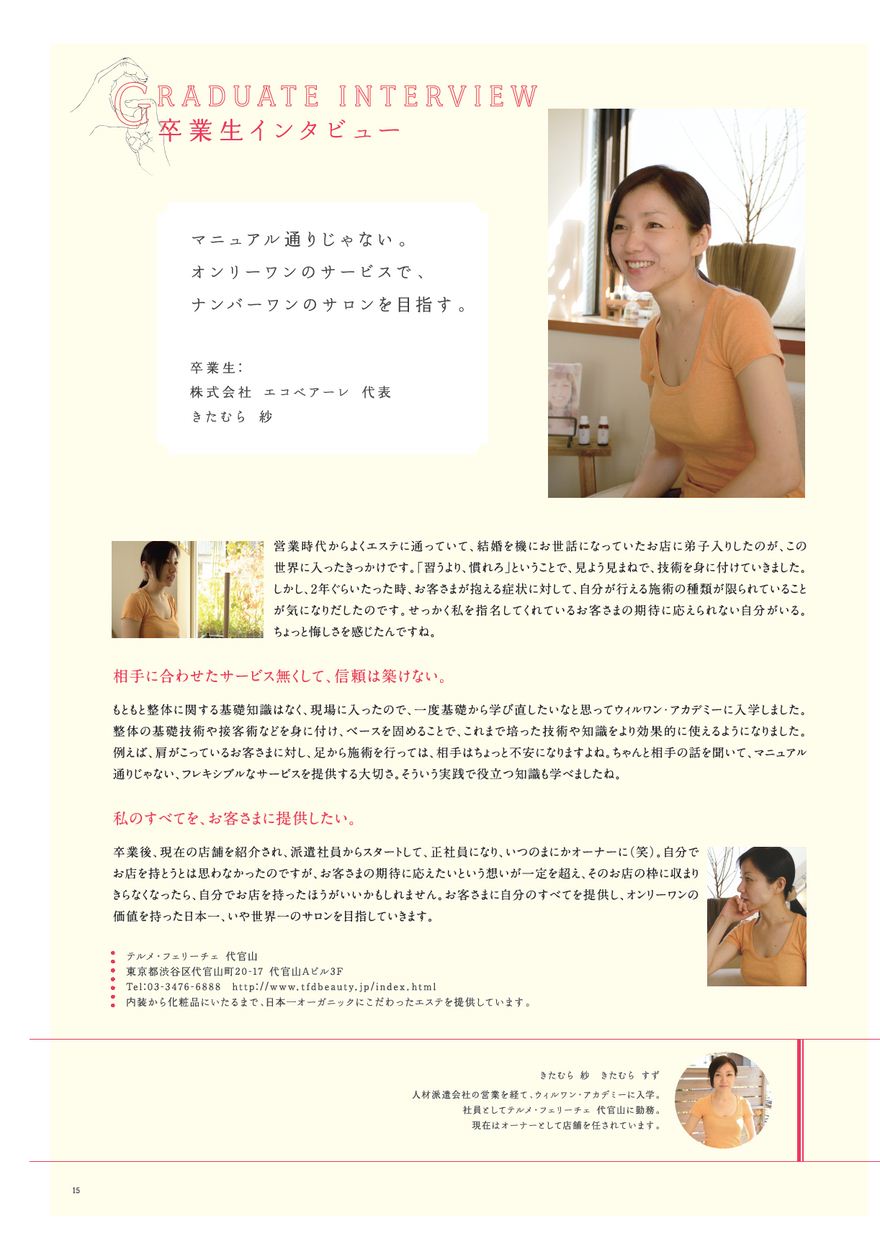 GRADUATE INTERVIEW
卒業生インタビュー
マニュアル通りじゃない。
オンリーワンのサービスで、
ナンバーワンのサロンを目指す。
卒業生：
株式会社 エコベアーレ 代表
きたむら 紗
営業時代からよくエステに通っていて、結婚を機にお世話になっていたお店に弟子入りしたのが、この
世界に入ったきっかけです。「習うより、慣れろ」ということで、見よう見まねで、技術を身に付けていきました。
しかし、2年ぐらいたった時、お客さまが抱える症状に対して、自分が行える施術の種類が限られていること
が気になりだしたのです。せっかく私を指名してくれているお客さまの期待に応えられない自分がいる。
ちょっと悔しさを感じたんですね。
相手に合わせたサービス無くして、信頼は築けない。
もともと整体に関する基礎知識はなく、現場に入ったので、一度基礎から学び直したいなと思ってウィルワン・アカデミーに入学しました。
整体の基礎技術や接客術などを身に付け、ベースを固めることで、これまで培った技術や知識をより効果的に使えるようになりました。
例えば、肩がこっているお客さまに対し、足から施術を行っては、相手はちょっと不安になりますよね。ちゃんと相手の話を聞いて、マニュアル
通りじゃない、フレキシブルなサービスを提供する大切さ。そういう実践で役立つ知識も学べましたね。
私のすべてを、お客さまに提供したい。
卒業後、現在の店舗を紹介され、派遣社員からスタートして、正社員になり、いつのまにかオーナーに（笑）。自分で
お店を持とうとは思わなかったのですが、お客さまの期待に応えたいという想いが一定を超え、そのお店の枠に収まり
きらなくなったら、自分でお店を持ったほうがいいかもしれません。お客さまに自分のすべてを提供し、オンリーワンの
価値を持った日本一、いや世界一のサロンを目指していきます。
テルメ・フェリーチェ 代官山
東京都渋谷区代官山町20-17 代官山Aビル3F
Tel:03-3476-6888 http://www.tfdbeauty.jp/index.html
内装から化粧品にいたるまで、日本一オーガニックにこだわったエステを提供しています。
きたむら 紗 きたむら すず
人材派遣会社の営業を経て、ウィルワン・アカデミーに入学。
社員としてテルメ・フェリーチェ 代官山に勤務。
現在はオーナーとして店舗を任されています。
15